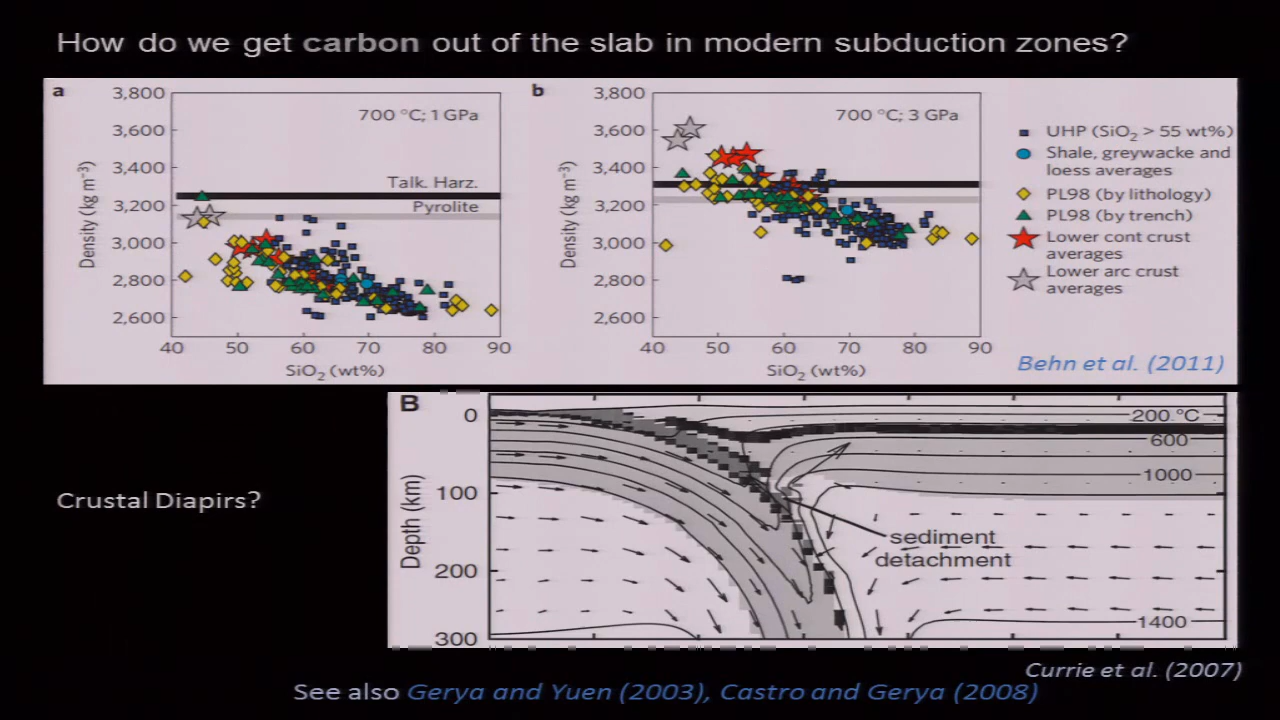 How do we get carbon out of the slab in modern subduction zones?
a
3,800
3,600
3,400
3,200
3,000
2,800
2,600
Density (kg m⁻³)
700 °C; 1 GPa
Talk. Harz.
Pyrolite
40 50 60 70 80 90
SiO₂ (wt%)
b
3,800
3,600
3,400
3,200
3,000
2,800
2,600
Density (kg m⁻³)
700 °C; 3 GPa
40 50 60 70 80 90
SiO₂ (wt%)
UHP (SiO₂ > 55 wt%)
Shale, greywacke and
loess averages
PL98 (by lithology)
PL98 (by trench)
Lower cont crust
averages
Lower arc crust
averages
Behn et al. (2011)
Crustal Diapirs?
B
0
100
200
300
Depth (km)
200 °C
600
1000
sediment
detachment
1400
Currie et al. (2007)
See also Gerya and Yuen (2003), Castro and Gerya (2008)